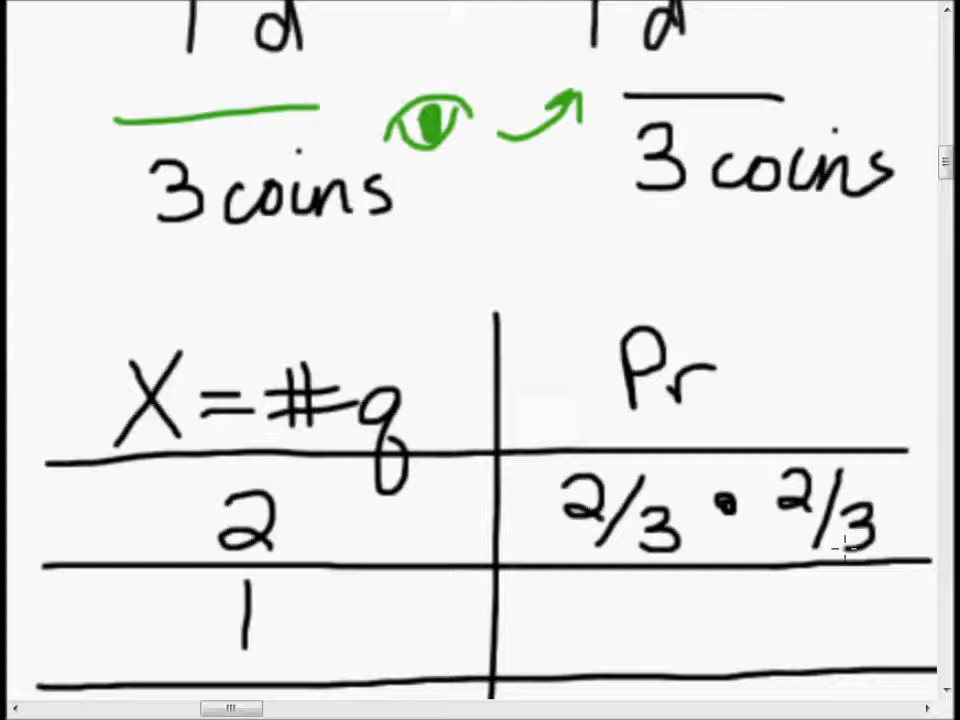 1 d 1 d
3 coins 3 coins
X = #q Pr
2 2/3 • 2/3
1